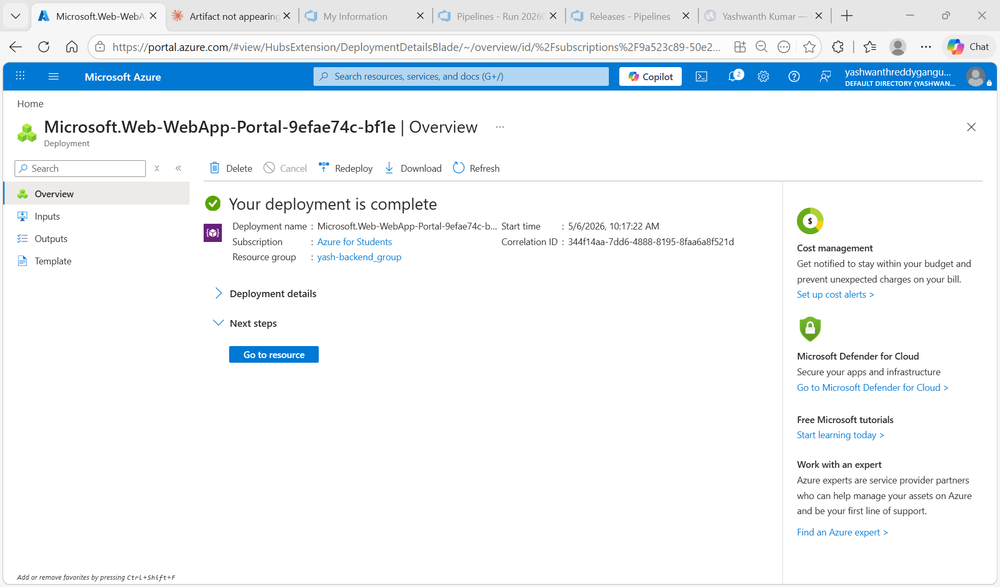 Microsoft.Web-WebA
Artifact not appearing
My Information
Pipelines - Run 20260
Releases - Pipelines
Yashwanth Kumar —
https://portal.azure.com/#view/HubsExtension/DeploymentDetailsBlade/~/overview/id/%2Fsubscriptions%2F9a523c89-50e2...
Chat
Microsoft Azure
Search resources, services, and docs (G+/)
Copilot
2
yashwanthreddygangu...
DEFAULT DIRECTORY (YASHWAN...
Home
Microsoft.Web-WebApp-Portal-9efae74c-bf1e | Overview ...
Deployment
Search
Delete
Cancel
Redeploy
Download
Refresh
Overview
Inputs
Outputs
Template
Your deployment is complete
Deployment name : Microsoft.Web-WebApp-Portal-9efae74c-b...
Subscription : Azure for Students
Resource group : yash-backend_group
Start time : 5/6/2026, 10:17:22 AM
Correlation ID : 344f14aa-7dd6-4888-8195-8faa6a8f521d
Deployment details
Next steps
Go to resource
$
Cost management
Get notified to stay within your budget and
prevent unexpected charges on your bill.
Set up cost alerts >
Microsoft Defender for Cloud
Secure your apps and infrastructure
Go to Microsoft Defender for Cloud >
Free Microsoft tutorials
Start learning today >
Work with an expert
Azure experts are service provider partners
who can help manage your assets on Azure
and be your first line of support.
Find an Azure expert >
Add or remove favorites by pressing Ctrl+Shift+F